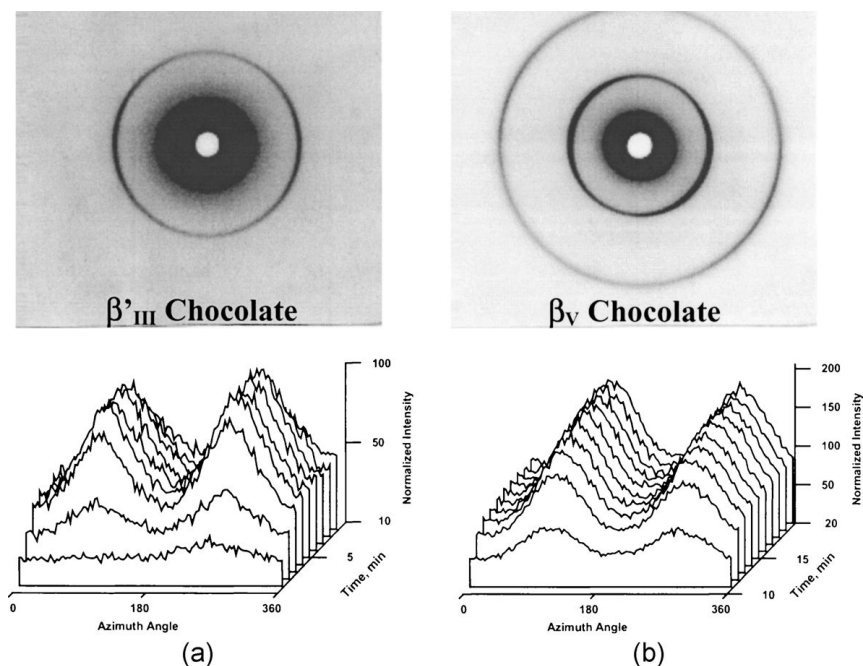 β'III Chocolate
βV Chocolate
100
50
10
5
Normalized Intensity
Time, min
0
180
360
Azimuth Angle
(a)
200
150
100
50
20
15
10
Normalized Intensity
Time, min
0
180
360
Azimuth Angle
(b)